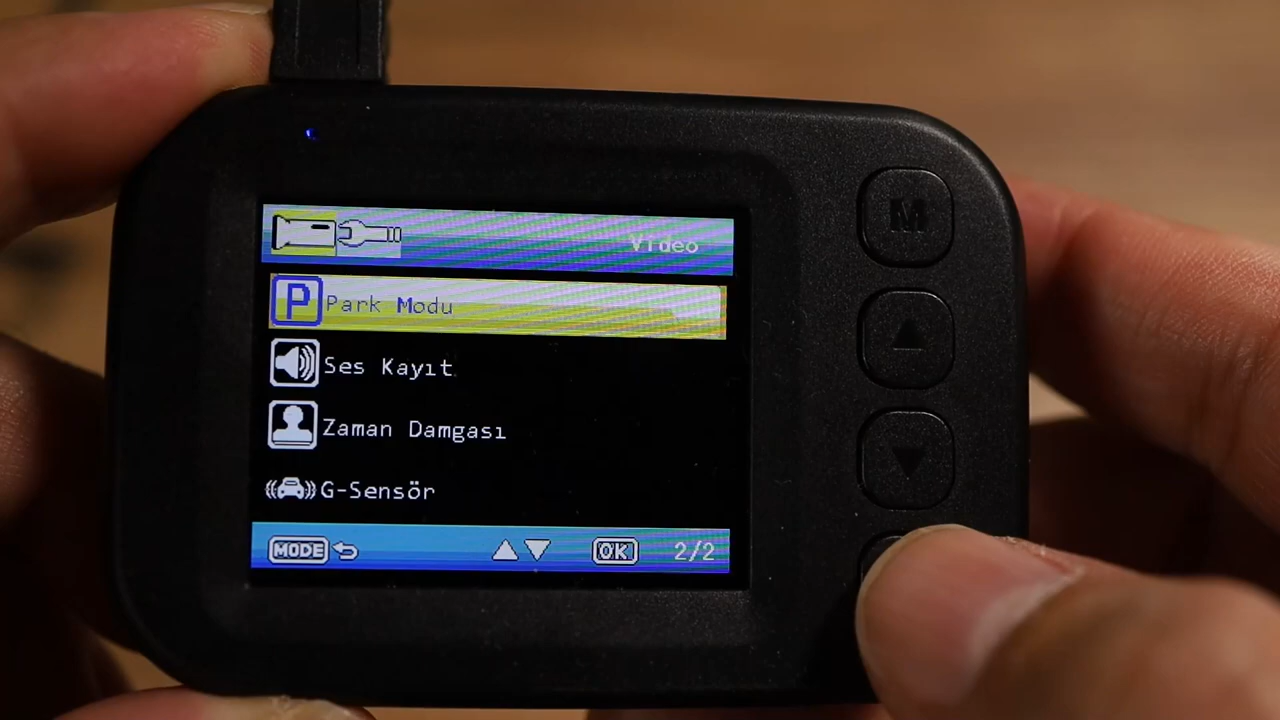 M
Video
P Park Modu
Ses Kayıt
Zaman Damgası
G-Sensör
MODE OK 2/2